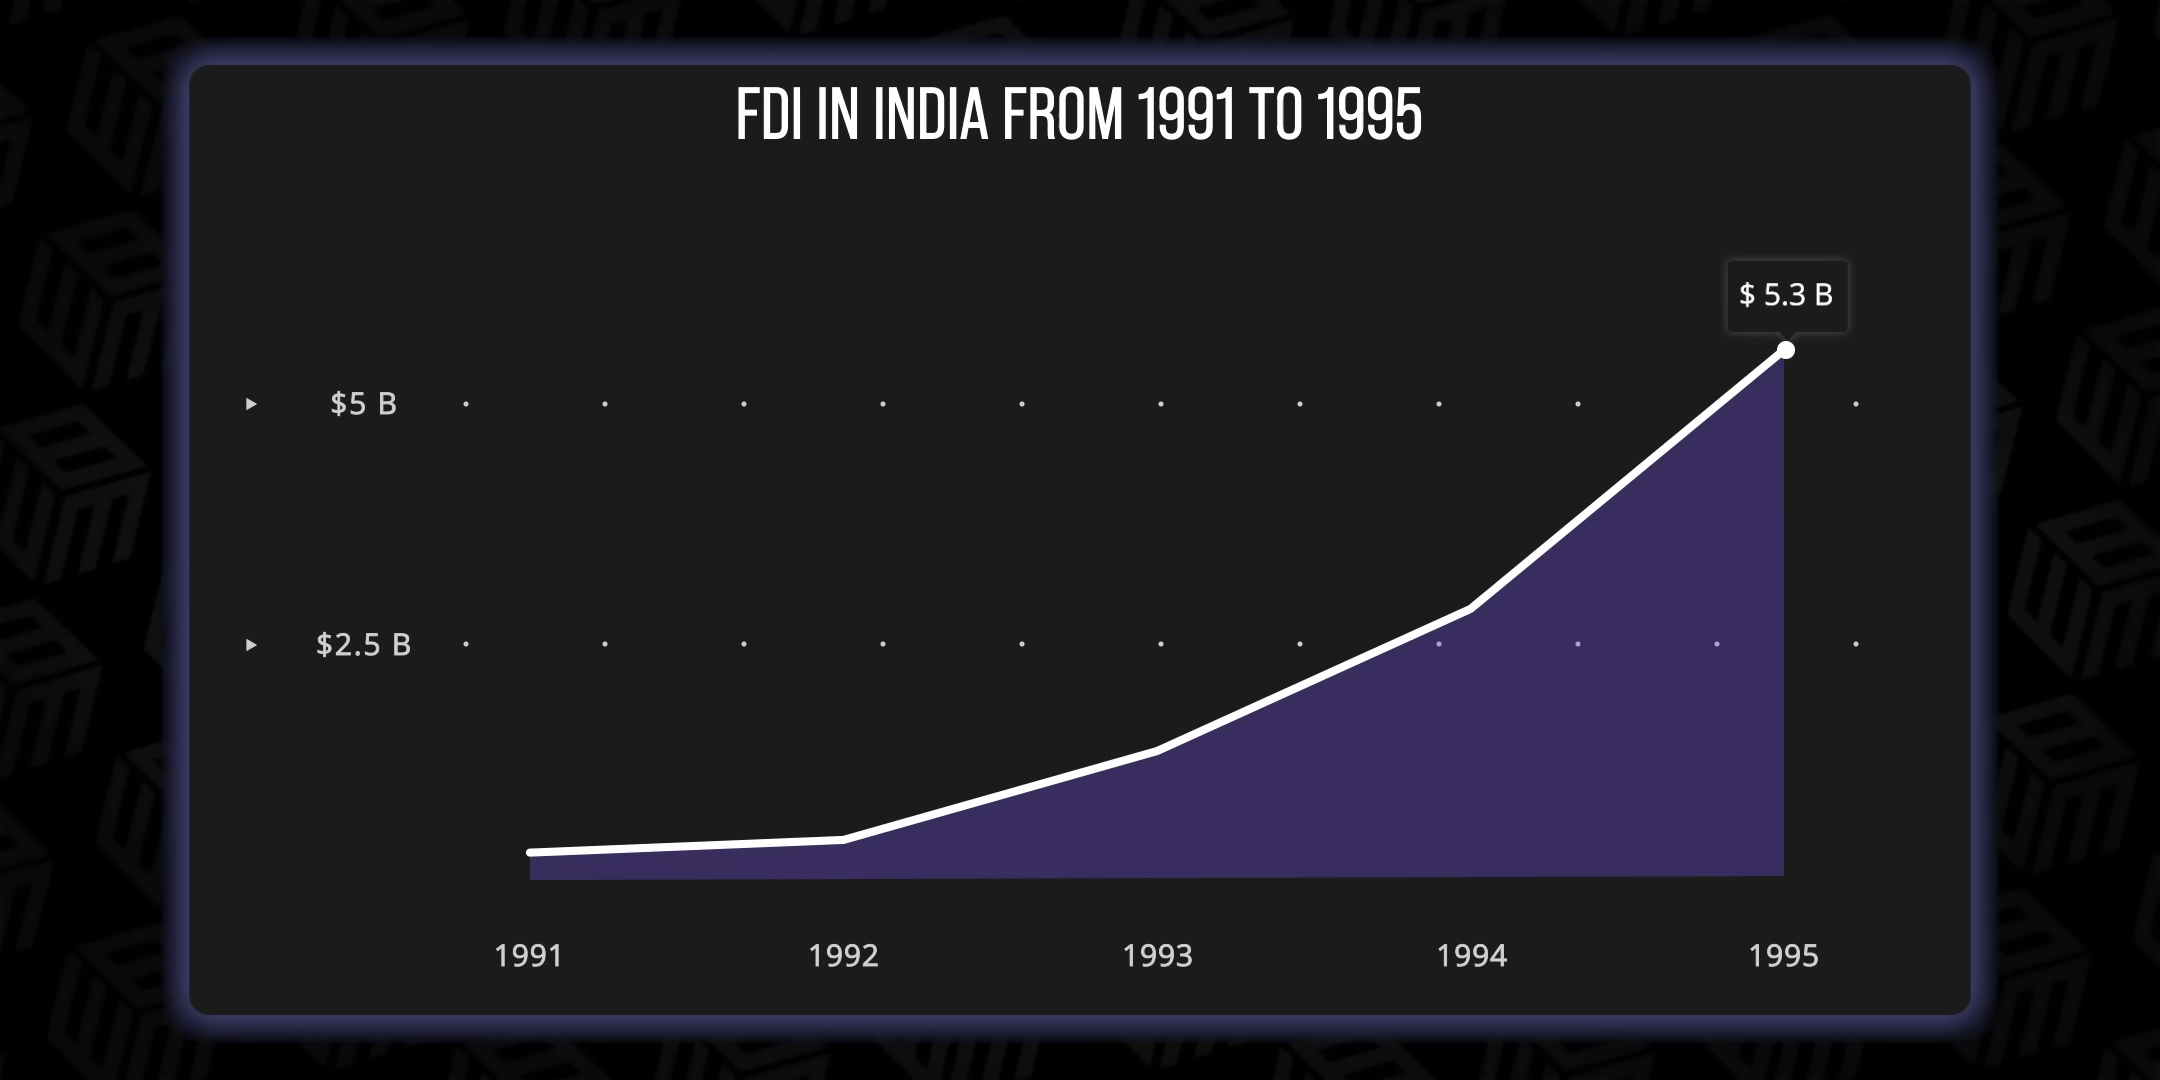 FDI IN INDIA FROM 1991 TO 1995
$ 5.3 B
$5 B
$2.5 B
1991 1992 1993 1994 1995